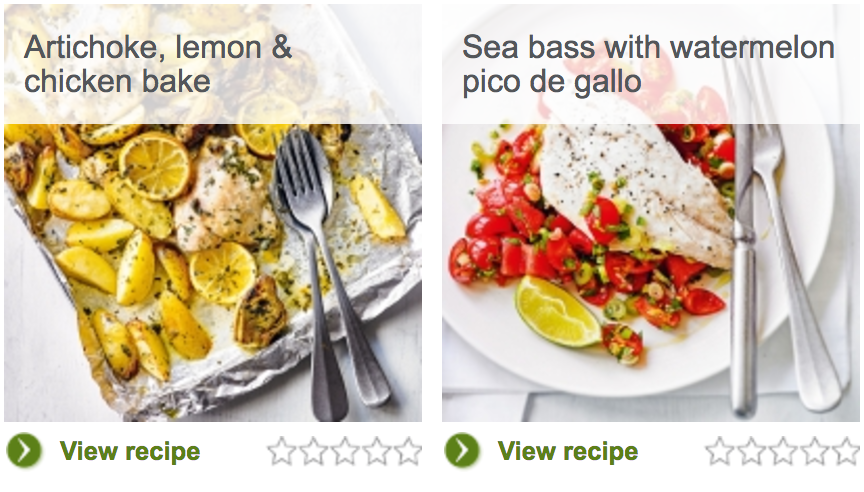 Artichoke, lemon &
chicken bake
Sea bass with watermelon
pico de gallo
View recipe
View recipe